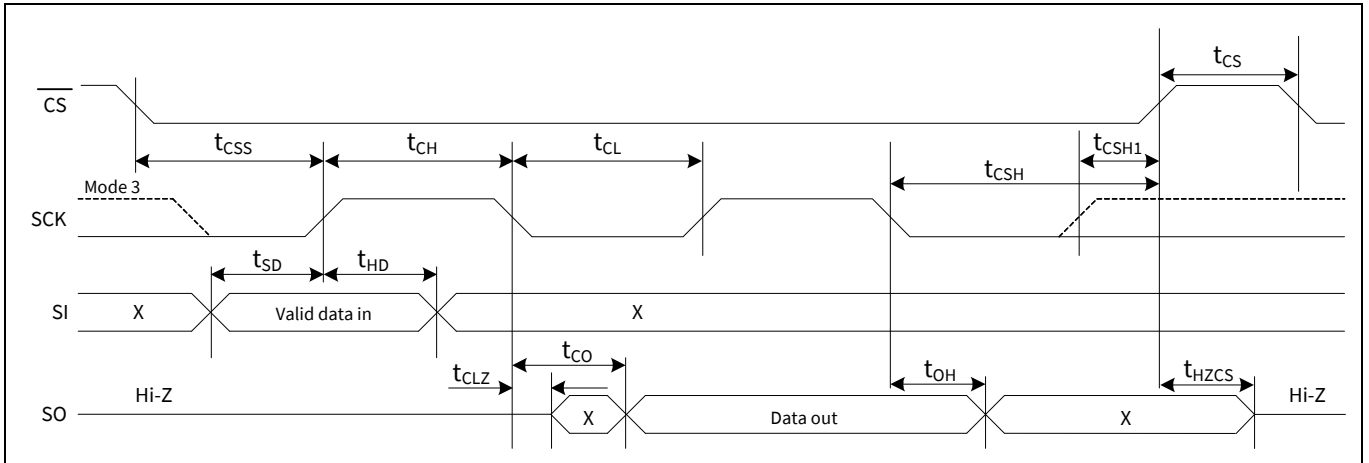 tCS
CS
tCSS
tCH
tCL
tCSH1
tCSH
Mode 3
SCK
tSD
tHD
SI
X
Valid data in
X
tCO
tCLZ
tOH
tHZCS
Hi-Z
Hi-Z
SO
X
Data out
X